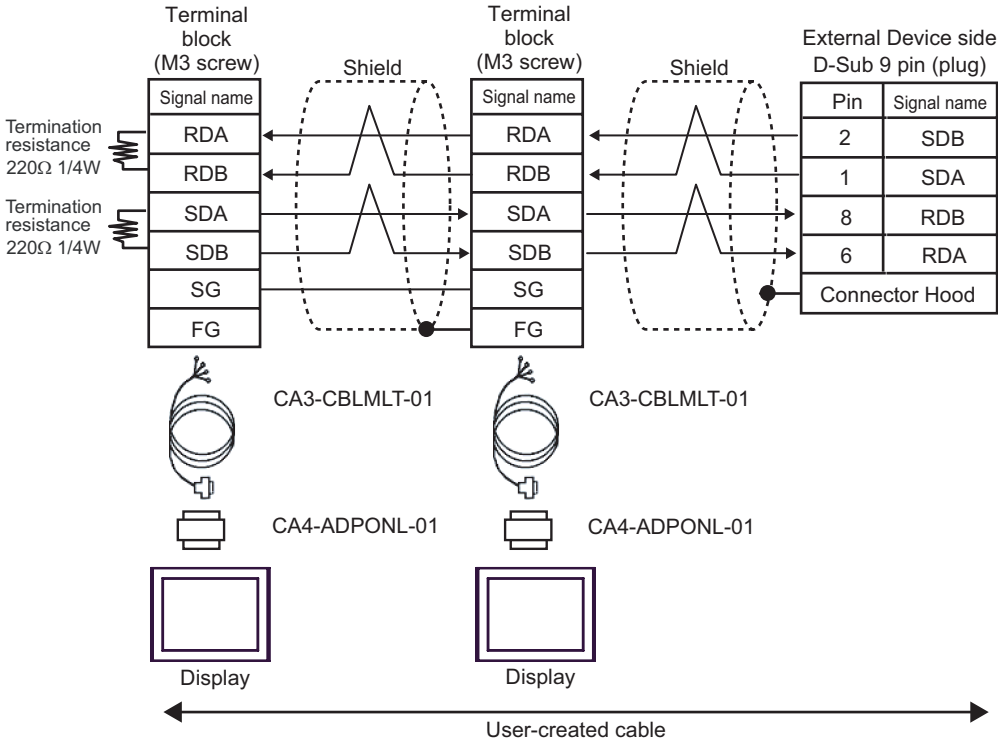 Terminal
block
(M3 screw)
Signal name
RDA
RDB
SDA
SDB
SG
FG
Termination
resistance
220Ω 1/4W
Termination
resistance
220Ω 1/4W
Shield
Terminal
block
(M3 screw)
Signal name
RDA
RDB
SDA
SDB
SG
FG
Shield
External Device side
D-Sub 9 pin (plug)
Pin Signal name
2 SDB
1 SDA
8 RDB
6 RDA
Connector Hood
CA3-CBLMLT-01
CA3-CBLMLT-01
CA4-ADPONL-01
CA4-ADPONL-01
Display
Display
User-created cable